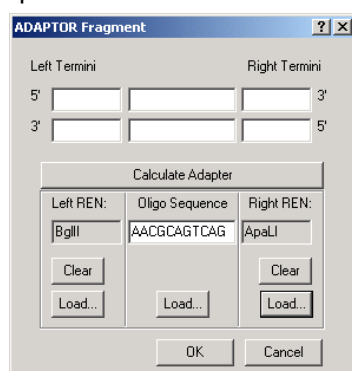 ADAPTOR Fragment
Left Termini Right Termini
5' 3'
3' 5'
Calculate Adapter
Left REN: Oligo Sequence Right REN:
BglII AACGCAGTCAG ApaLI
Clear Clear
Load... Load... Load...
OK Cancel